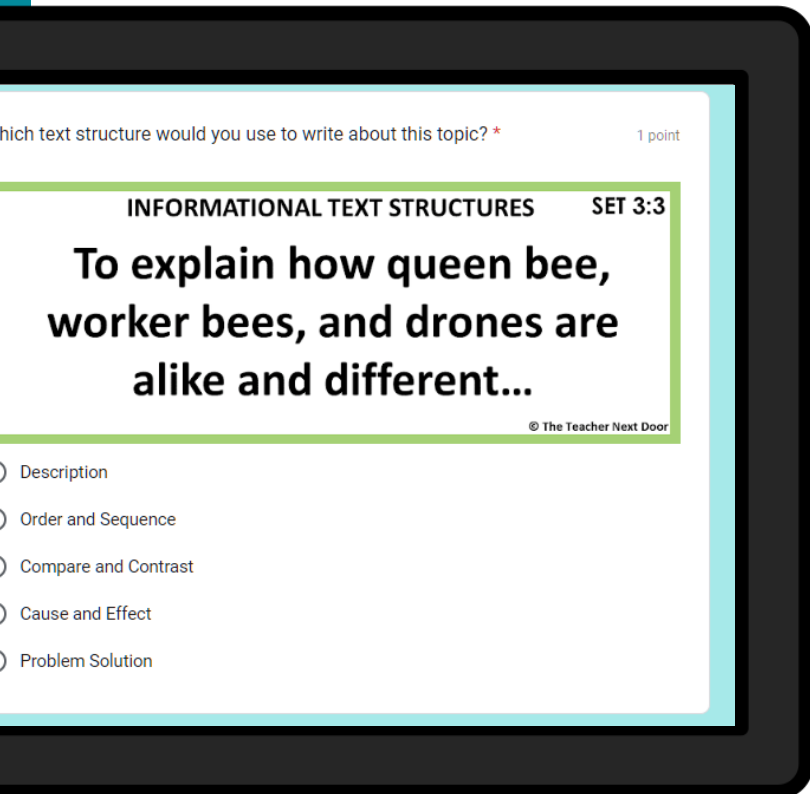 hich text structure would you use to write about this topic? *
1 point
INFORMATIONAL TEXT STRUCTURES
SET 3:3
To explain how queen bee,
worker bees, and drones are
alike and different...
© The Teacher Next Door
Description
Order and Sequence
Compare and Contrast
Cause and Effect
Problem Solution